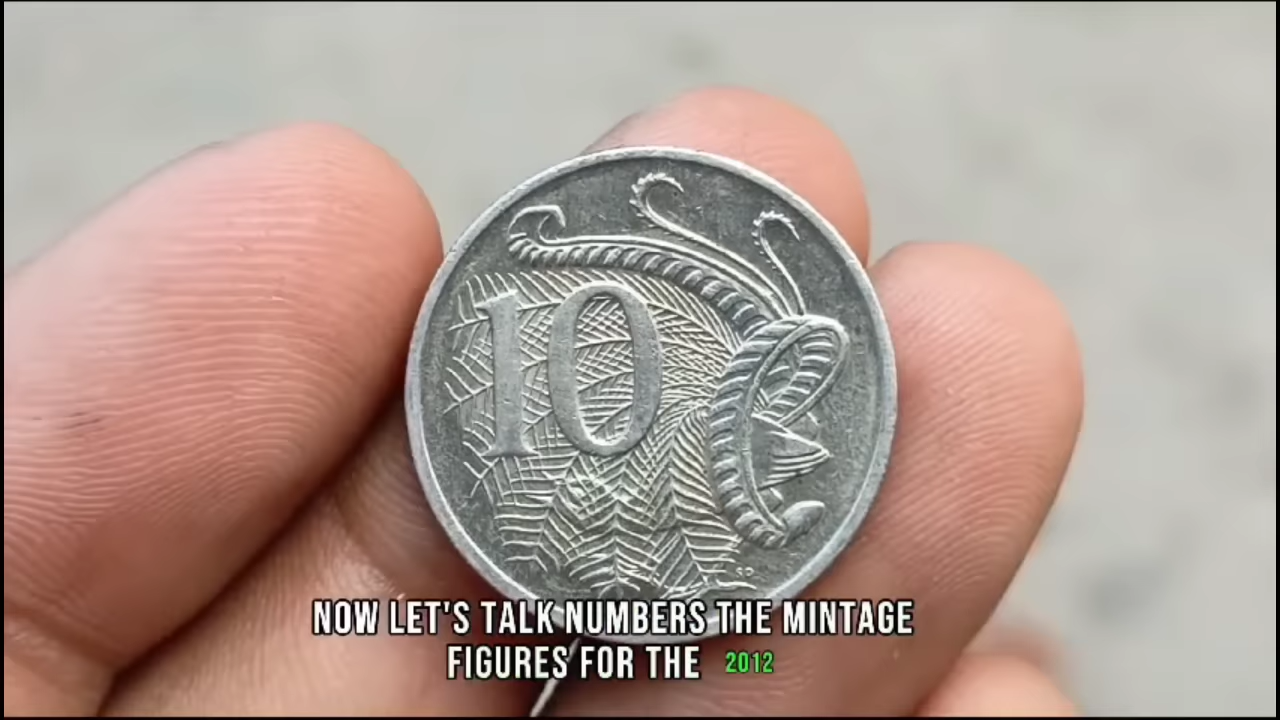 10
SD
NOW LET'S TALK NUMBERS THE MINTAGE
FIGURES FOR THE 2012